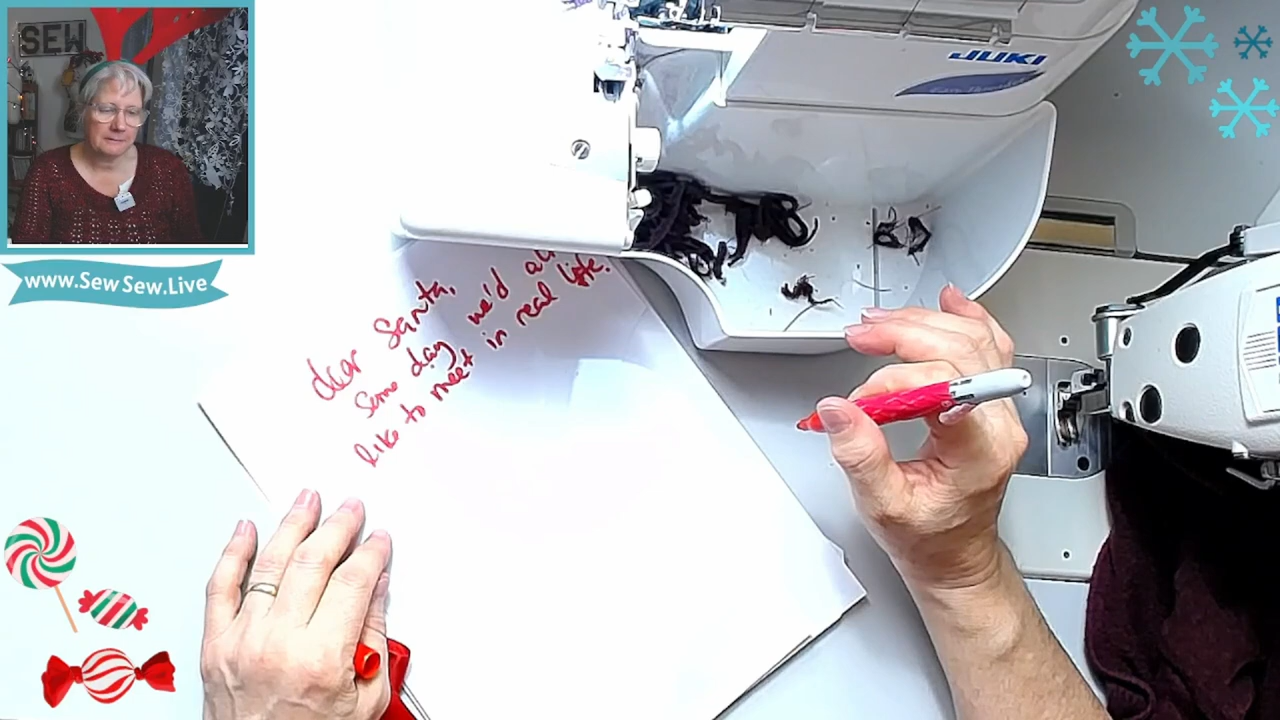 SEW
JUKI
www.SewSew.Live
dear Santa,
Some day we'd
like to meet in real life.